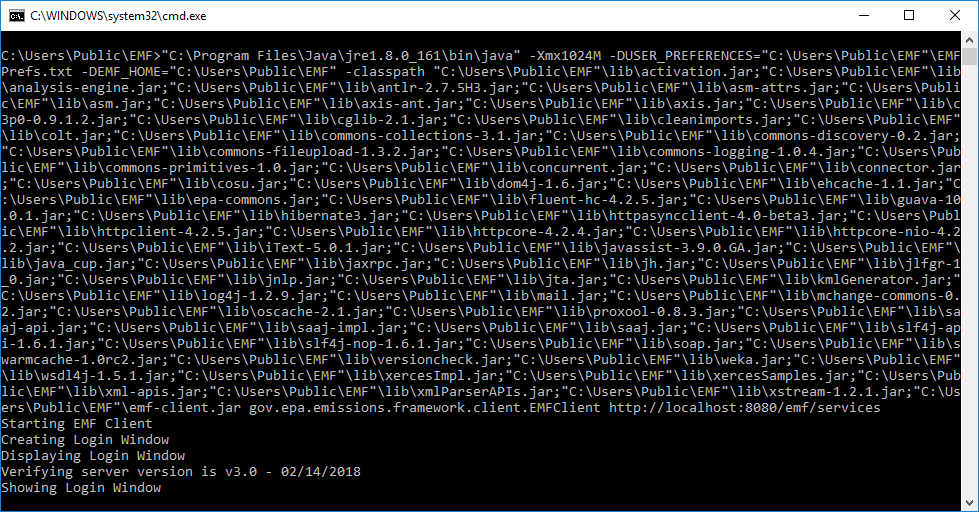 C:\WINDOWS\system32\cmd.exe
C:\Users\Public\EMF>"C:\Program Files\Java\jre1.8.0_161\bin\java" -Xmx1024M -DUSER_PREFERENCES="C:\Users\Public\EMF"\EMF
Prefs.txt -DEMF_HOME="C:\Users\Public\EMF" -classpath "C:\Users\Public\EMF"\lib\activation.jar;"C:\Users\Public\EMF"\lib
\analysis-engine.jar;"C:\Users\Public\EMF"\lib\antlr-2.7.5H3.jar;"C:\Users\Public\EMF"\lib\asm-attrs.jar;"C:\Users\Publi
c\EMF"\lib\asm.jar;"C:\Users\Public\EMF"\lib\axis-ant.jar;"C:\Users\Public\EMF"\lib\axis.jar;"C:\Users\Public\EMF"\lib\c
3p0-0.9.1.2.jar;"C:\Users\Public\EMF"\lib\cglib-2.1.jar;"C:\Users\Public\EMF"\lib\cleanimports.jar;"C:\Users\Public\EMF"
\lib\colt.jar;"C:\Users\Public\EMF"\lib\commons-collections-3.1.jar;"C:\Users\Public\EMF"\lib\commons-discovery-0.2.jar;
"C:\Users\Public\EMF"\lib\commons-fileupload-1.3.2.jar;"C:\Users\Public\EMF"\lib\commons-logging-1.0.4.jar;"C:\Users\Pub
lic\EMF"\lib\commons-primitives-1.0.jar;"C:\Users\Public\EMF"\lib\concurrent.jar;"C:\Users\Public\EMF"\lib\connector.jar
;"C:\Users\Public\EMF"\lib\cosu.jar;"C:\Users\Public\EMF"\lib\dom4j-1.6.jar;"C:\Users\Public\EMF"\lib\ehcache-1.1.jar;"C
:\Users\Public\EMF"\lib\epa-commons.jar;"C:\Users\Public\EMF"\lib\fluent-hc-4.2.5.jar;"C:\Users\Public\EMF"\lib\guava-10
.0.1.jar;"C:\Users\Public\EMF"\lib\hibernate3.jar;"C:\Users\Public\EMF"\lib\httpasyncclient-4.0-beta3.jar;"C:\Users\Publ
ic\EMF"\lib\httpclient-4.2.5.jar;"C:\Users\Public\EMF"\lib\httpcore-4.2.4.jar;"C:\Users\Public\EMF"\lib\httpcore-nio-4.2
.2.jar;"C:\Users\Public\EMF"\lib\iText-5.0.1.jar;"C:\Users\Public\EMF"\lib\javassist-3.9.0.GA.jar;"C:\Users\Public\EMF"\
lib\java_cup.jar;"C:\Users\Public\EMF"\lib\jaxrpc.jar;"C:\Users\Public\EMF"\lib\jh.jar;"C:\Users\Public\EMF"\lib\jlfgr-1
_0.jar;"C:\Users\Public\EMF"\lib\jnlp.jar;"C:\Users\Public\EMF"\lib\jta.jar;"C:\Users\Public\EMF"\lib\kmlGenerator.jar;"
C:\Users\Public\EMF"\lib\log4j-1.2.9.jar;"C:\Users\Public\EMF"\lib\mail.jar;"C:\Users\Public\EMF"\lib\mchange-commons-0.
2.jar;"C:\Users\Public\EMF"\lib\oscache-2.1.jar;"C:\Users\Public\EMF"\lib\proxool-0.8.3.jar;"C:\Users\Public\EMF"\lib\sa
aj-api.jar;"C:\Users\Public\EMF"\lib\saaj-impl.jar;"C:\Users\Public\EMF"\lib\saaj.jar;"C:\Users\Public\EMF"\lib\slf4j-ap
i-1.6.1.jar;"C:\Users\Public\EMF"\lib\slf4j-nop-1.6.1.jar;"C:\Users\Public\EMF"\lib\soap.jar;"C:\Users\Public\EMF"\lib\s
warmcache-1.0rc2.jar;"C:\Users\Public\EMF"\lib\versioncheck.jar;"C:\Users\Public\EMF"\lib\weka.jar;"C:\Users\Public\EMF"
\lib\wsdl4j-1.5.1.jar;"C:\Users\Public\EMF"\lib\xercesImpl.jar;"C:\Users\Public\EMF"\lib\xercesSamples.jar;"C:\Users\Pub
lic\EMF"\lib\xml-apis.jar;"C:\Users\Public\EMF"\lib\xmlParserAPIs.jar;"C:\Users\Public\EMF"\lib\xstream-1.2.1.jar;"C:\Us
ers\Public\EMF"\emf-client.jar gov.epa.emissions.framework.client.EMFClient http://localhost:8080/emf/services
Starting EMF Client
Creating Login Window
Displaying Login Window
Verifying server version is v3.0 - 02/14/2018
Showing Login Window